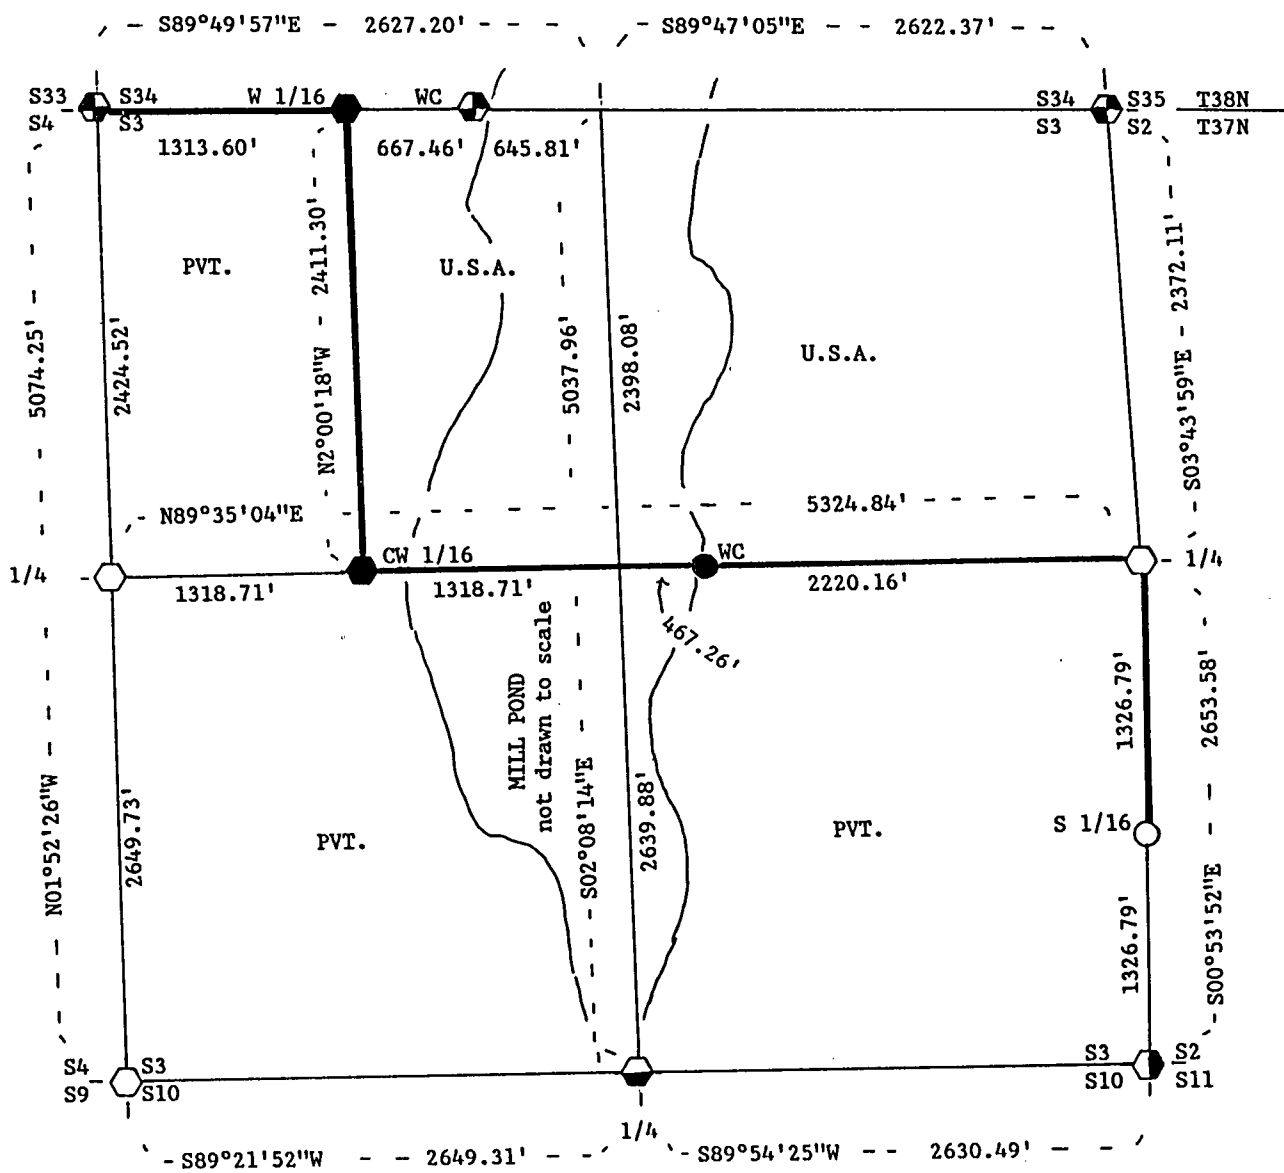 S89°49'57"E 2627.20'
S89°47'05"E 2622.37'
S33 S34 W 1/16 WC S34 S35 T38N
S4 S3 S3 S2 T37N
1313.60' 667.46' 645.81'
PVT.
U.S.A.
U.S.A.
5074.25'
2424.52'
N2°00'18"W - 2411.30'
5037.96'
2398.08'
S03°43'59"E - 2372.11'
N89°35'04"E 5324.84'
1/4 CW 1/16 WC 1/4
1318.71' 1318.71' 2220.16'
467.26'
MILL POND
not drawn to scale
N01°52'26"W
2649.73'
S02°08'14"E
2639.88'
1326.79'
2653.58'
PVT.
PVT.
S 1/16
1326.79'
S00°53'52"E
S4 S3 S3 S2
S9 S10 S10 S11
1/4
S89°21'52"W - - 2649.31'
S89°54'25"W - - 2630.49'